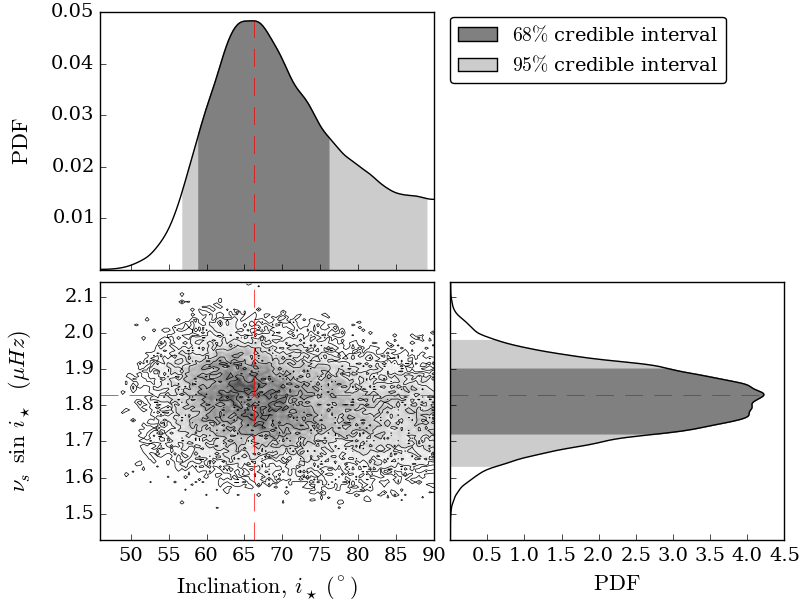 0.05
0.04
0.03
0.02
0.01
PDF
68% credible interval
95% credible interval
2.1
2.0
1.9
1.8
1.7
1.6
1.5
ν_s sin i_⋆ (μHz)
50 55 60 65 70 75 80 85 90
Inclination, i_⋆ (°)
0.5 1.0 1.5 2.0 2.5 3.0 3.5 4.0 4.5
PDF